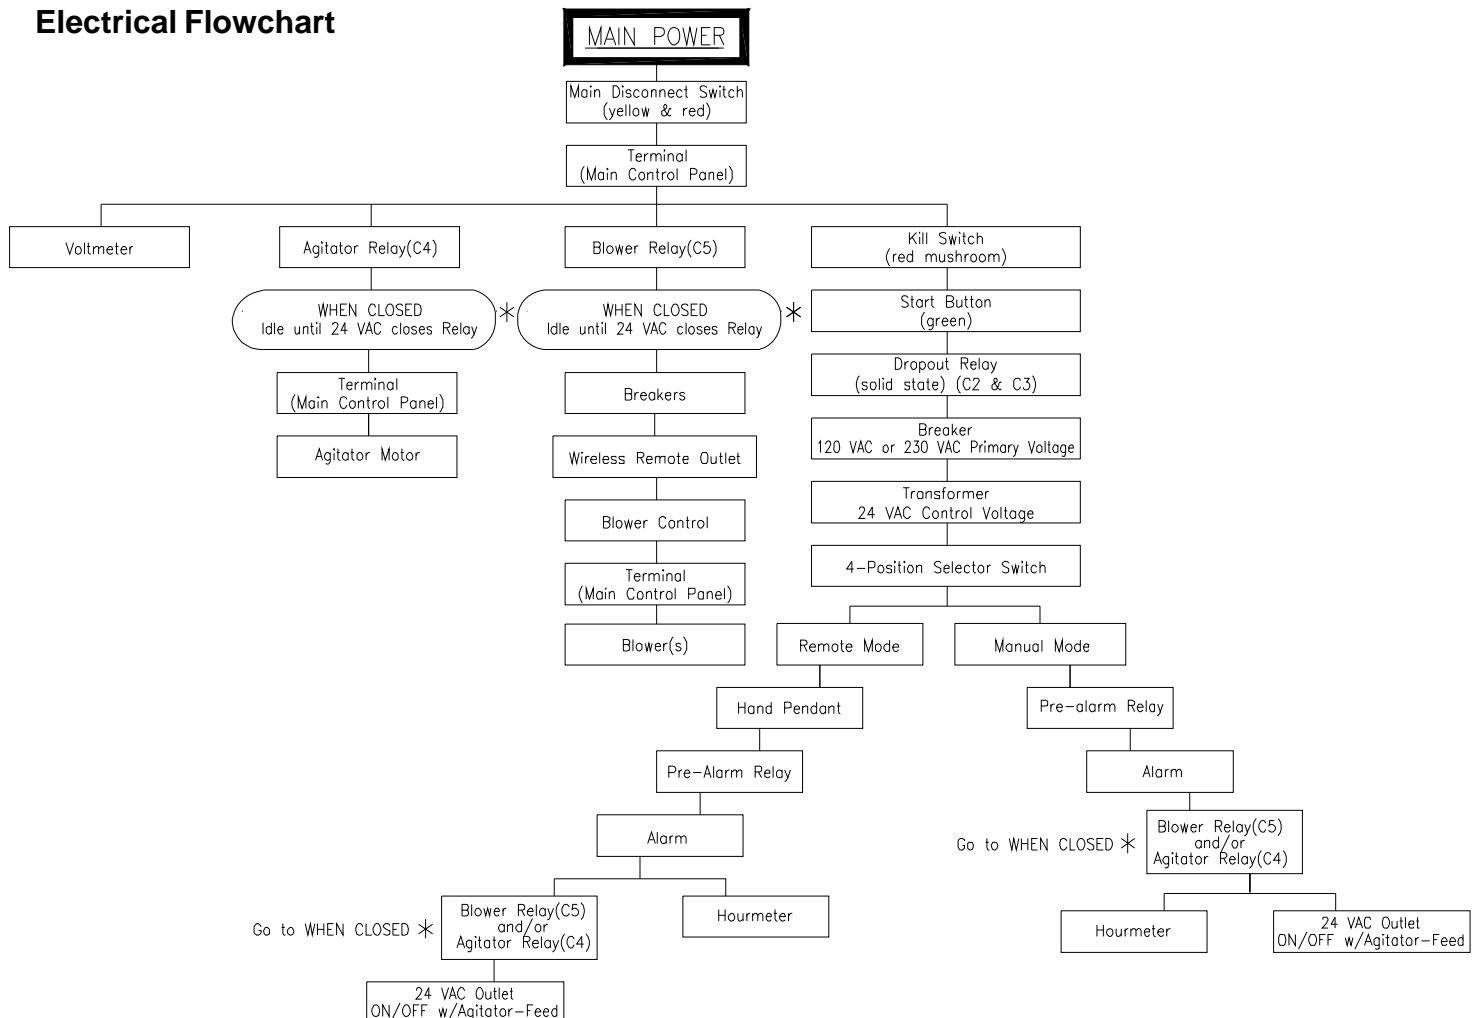 Electrical Flowchart
MAIN POWER
Main Disconnect Switch
(yellow & red)
Terminal
(Main Control Panel)
Voltmeter
Agitator Relay(C4)
Blower Relay(C5)
Kill Switch
(red mushroom)
WHEN CLOSED
Idle until 24 VAC closes Relay
*
WHEN CLOSED
Idle until 24 VAC closes Relay
*
Start Button
(green)
Terminal
(Main Control Panel)
Agitator Motor
Breakers
Wireless Remote Outlet
Blower Control
Terminal
(Main Control Panel)
Blower(s)
Dropout Relay
(solid state) (C2 & C3)
Breaker
120 VAC or 230 VAC Primary Voltage
Transformer
24 VAC Control Voltage
4-Position Selector Switch
Remote Mode
Manual Mode
Hand Pendant
Pre-alarm Relay
Pre-Alarm Relay
Alarm
Alarm
Go to WHEN CLOSED *
Blower Relay(C5)
and/or
Agitator Relay(C4)
Go to WHEN CLOSED *
Blower Relay(C5)
and/or
Agitator Relay(C4)
Hourmeter
Hourmeter
24 VAC Outlet
ON/OFF w/Agitator-Feed
24 VAC Outlet
ON/OFF w/Agitator-Feed